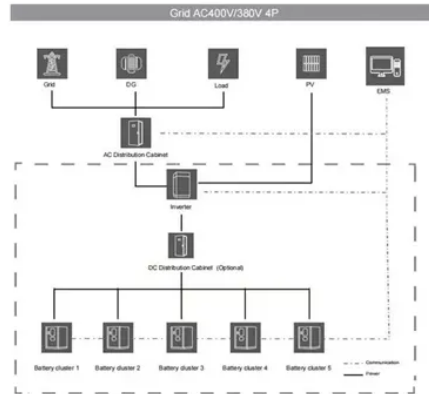 Grid AC400V/380V 4P
Grid
DG
Load
PV
EMS
AC Distribution Cabinet
Inverter
DC Distribution Cabinet (Optional)
Battery cluster 1
Battery cluster 2
Battery cluster 3
Battery cluster 4
Battery cluster 5
Communication
Power